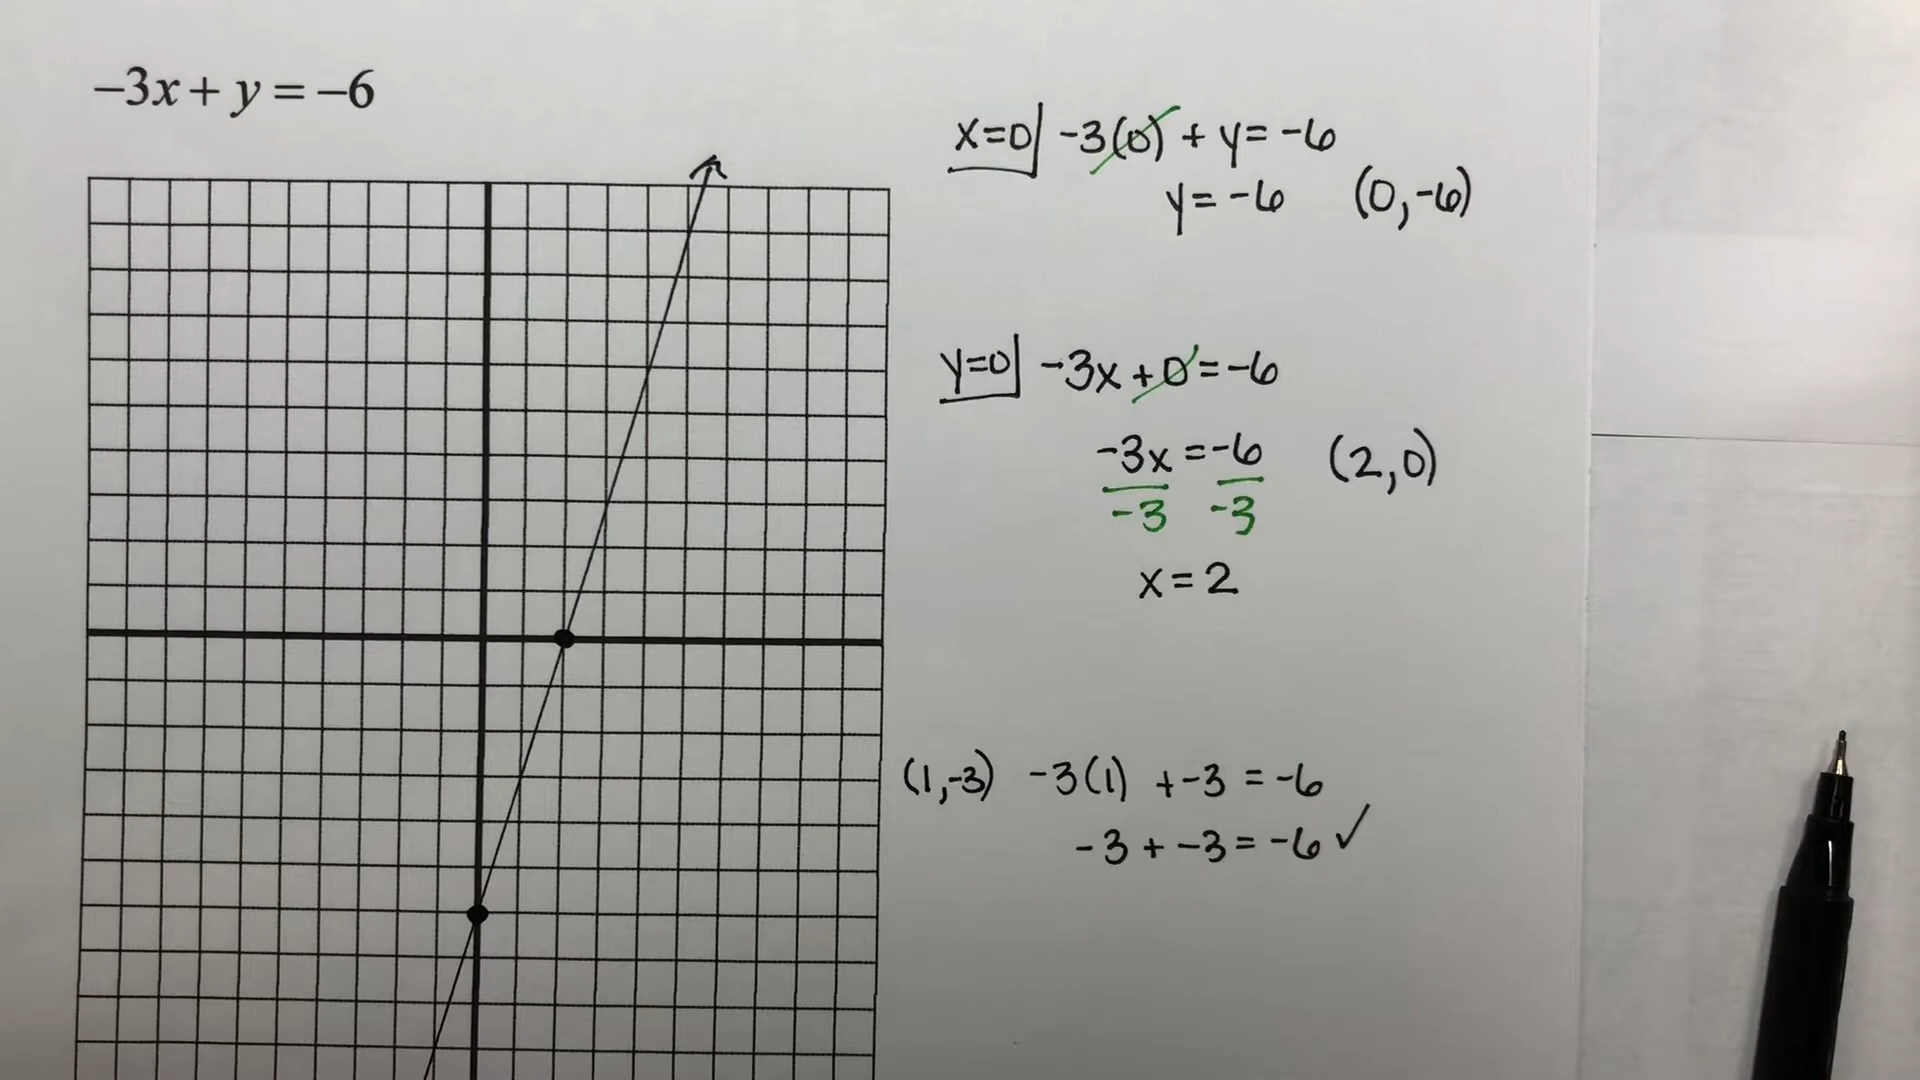 −3x + y = −6
x=0 -3(0) + y = -6
y = -6 (0,-6)
y=0 -3x + 0 = -6
-3x = -6 (2,0)
-3 -3
x = 2
(1,-3) -3(1) + -3 = -6
-3 + -3 = -6 ✓